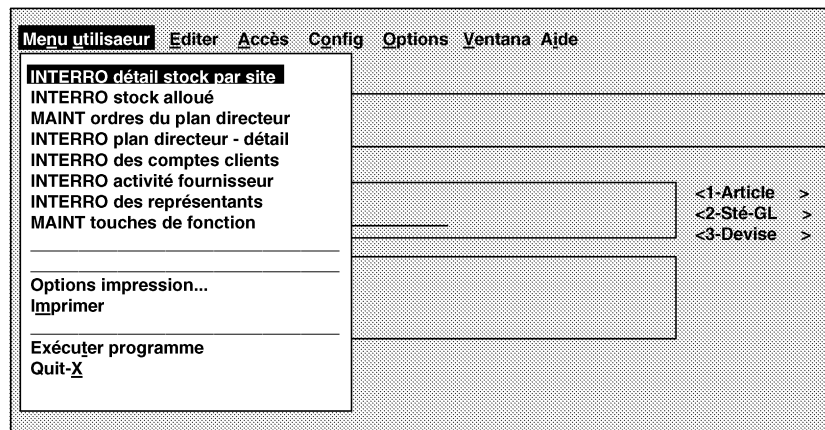 Menu utilisaeur Editer Accès Config Options Ventana Aide
INTERRO détail stock par site
INTERRO stock alloué
MAINT ordres du plan directeur
INTERRO plan directeur - détail
INTERRO des comptes clients
INTERRO activité fournisseur
INTERRO des représentants
MAINT touches de fonction
Options impression...
Imprimer
Exécuter programme
Quit-X
<1-Article >
<2-Sté-GL >
<3-Devise >